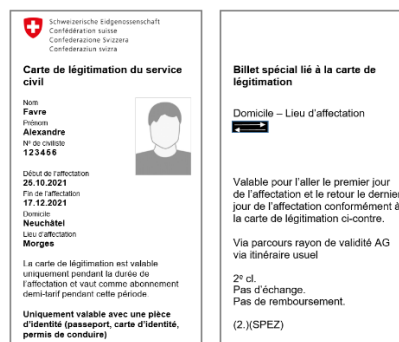 Schweizerische Eidgenossenschaft
Confédération suisse
Confederazione Svizzera
Confederaziun svizra
Carte de légitimation du service
civil
Nom
Favre
Prénom
Alexandre
Nº de civiliste
123456
Début de l'affectation
25.10.2021
Fin de l'affectation
17.12.2021
Domicile
Neuchâtel
Lieu d'affectation
Morges
La carte de légitimation est valable
uniquement pendant la durée de
l'affectation et vaut comme abonnement
demi-tarif pendant cette période.
Uniquement valable avec une pièce
d'identité (passeport, carte d'identité,
permis de conduire)
Billet spécial lié à la carte de
légitimation
Domicile – Lieu d'affectation
Valable pour l'aller le premier jour
de l'affectation et le retour le dernier
jour de l'affectation conformément à
la carte de légitimation ci-contre.
Via parcours rayon de validité AG
via itinéraire usuel
2ᵉ cl.
Pas d'échange.
Pas de remboursement.
(2.)(SPEZ)